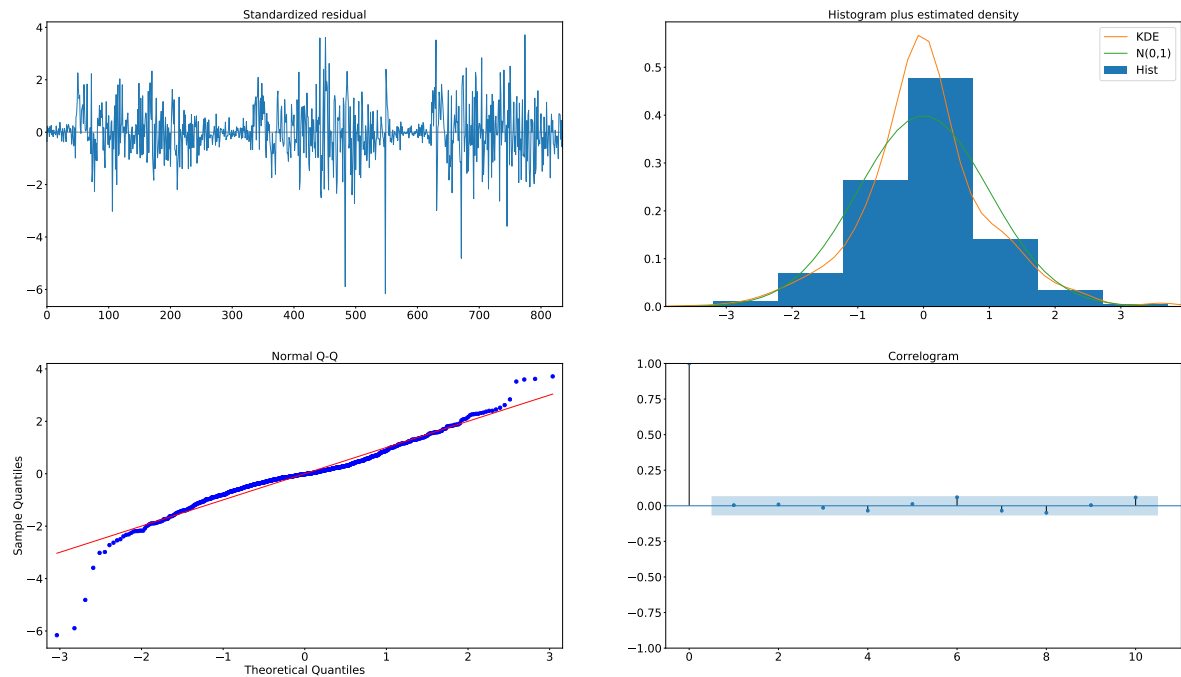 Standardized residual
4
2
0
−2
−4
−6
0 100 200 300 400 500 600 700 800
Histogram plus estimated density
KDE
N(0,1)
Hist
0.5
0.4
0.3
0.2
0.1
0.0
−3 −2 −1 0 1 2 3
Normal Q-Q
Sample Quantiles
4
2
0
−2
−4
−6
−3 −2 −1 0 1 2 3
Theoretical Quantiles
Correlogram
1.00
0.75
0.50
0.25
0.00
−0.25
−0.50
−0.75
−1.00
0 2 4 6 8 10